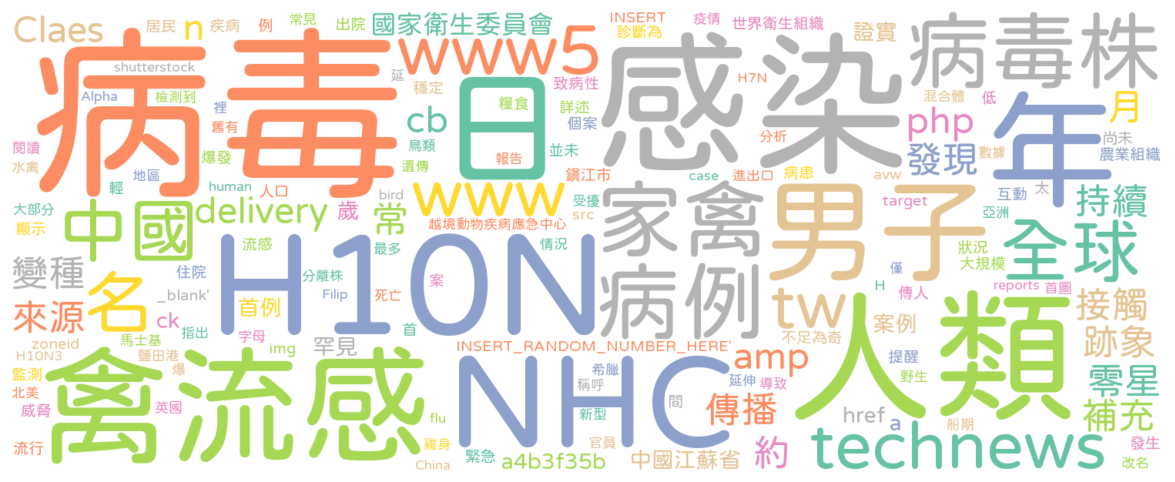 Claes
居民
n
疾病
例
常見
出院
國家衛生委員會
INSERT
診斷為
疫情
世界衛生組織
證實
病毒株
shutterstock
病毒
延
www5
穩定
致病性
感染
H7N
Alpha
檢測到
裡
舊有
cb
日
糧食
詳述
個案
混合體
低
年
月
閱讀
水禽
地區
爆發
鳥類
報告
並未
分析
php
發現
數據
尚未
農業組織
遺傳
鎮江市
case
進出口
病患
avw
輕
human
人口
bird
www
受擾
家禽
男子
target
互動
太
持續
大部分
顯示
中國
delivery
歲
常
越境動物疾病應急中心
src
亞洲
全球
流感
H10N
最多
情況
狀況
大規模
變種
名
住院
_blank'
分離株
案
病例
僅
H
傳人
reports
首圖
來源
ck
首例
Filip
死亡
首
tw
人類
接觸
zoneid
馬士基
指出
字母
罕見
INSERT_RANDOM_NUMBER_HERE'
amp
不足為奇
案例
提醒
跡象
H10N3
鹽田港
爆
img
希臘
延伸
導致
野生
監測
禽流感
NHC
稱呼
零星
北美
威脅
英國
flu
新型
間
傳播
href
a
船期
補充
流行
雞身
China
緊急
a4b3f35b
官員
中國江蘇省
約
technews
發生
改名